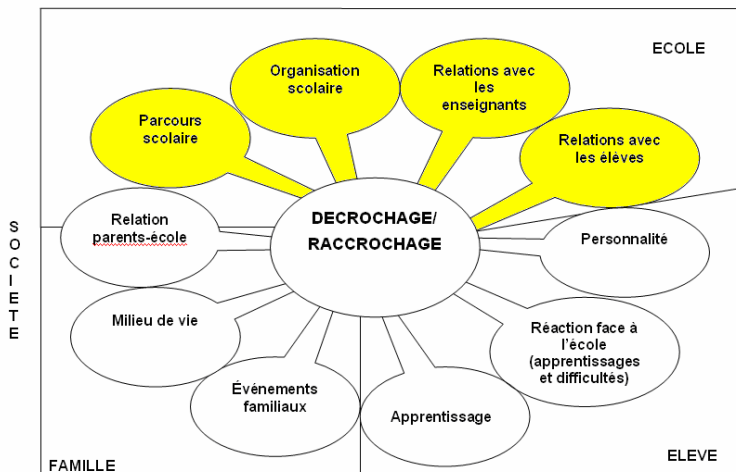 ECOLE
Organisation
scolaire
Relations avec
les
enseignants
Parcours
scolaire
Relations avec
les élèves
Relation
parents-école
DECROCHAGE/
RACCROCHAGE
Personnalité
SOCIETE
Milieu de vie
Réaction face à
l'école
(apprentissages
et difficultés)
Événements
familiaux
Apprentissage
FAMILLE
ELEVE